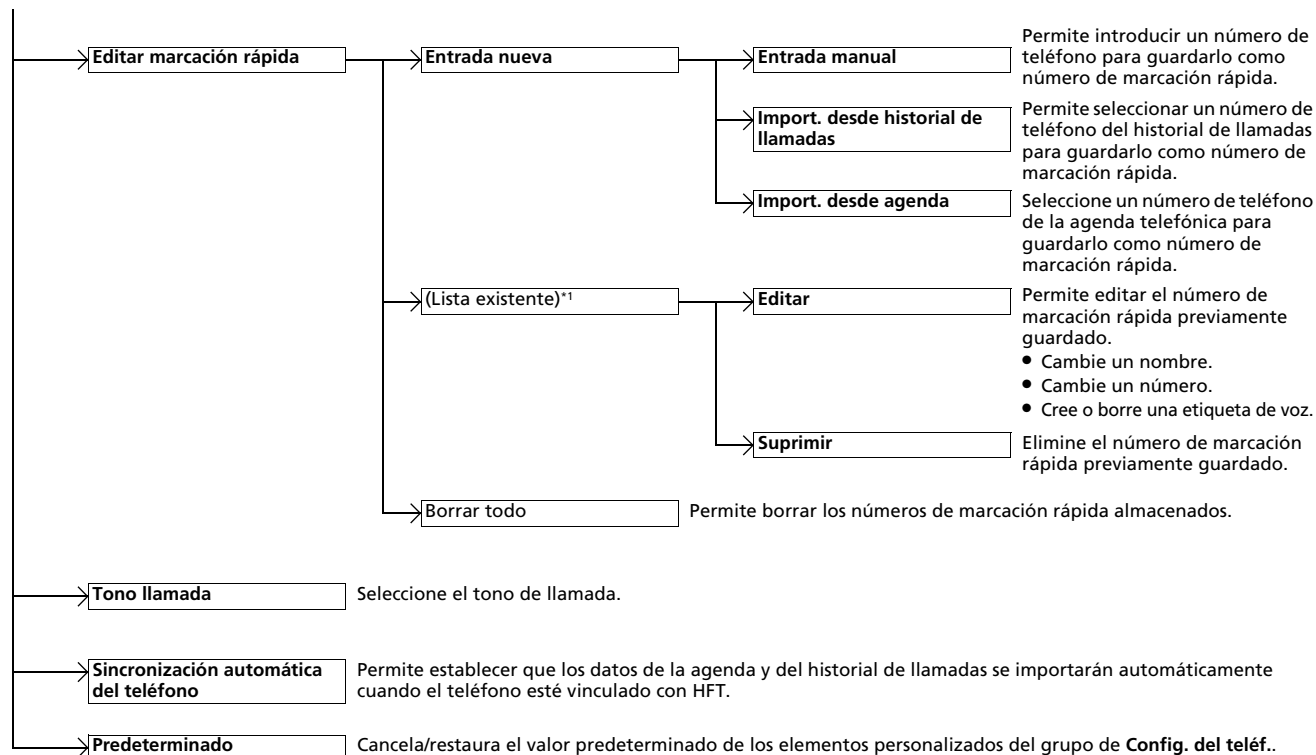 Editar marcación rápida
Entrada nueva
Entrada manual
Permite introducir un número de
teléfono para guardarlo como
número de marcación rápida.
Import. desde historial de
llamadas
Permite seleccionar un número de
teléfono del historial de llamadas
para guardarlo como número de
marcación rápida.
Import. desde agenda
Seleccione un número de teléfono
de la agenda telefónica para
guardarlo como número de
marcación rápida.
(Lista existente)*1
Editar
Permite editar el número de
marcación rápida previamente
guardado.
● Cambie un nombre.
● Cambie un número.
● Cree o borre una etiqueta de voz.
Suprimir
Elimine el número de marcación
rápida previamente guardado.
Borrar todo
Permite borrar los números de marcación rápida almacenados.
Tono llamada
Seleccione el tono de llamada.
Sincronización automática
del teléfono
Permite establecer que los datos de la agenda y del historial de llamadas se importarán automáticamente
cuando el teléfono esté vinculado con HFT.
Predeterminado
Cancela/restaura el valor predeterminado de los elementos personalizados del grupo de Config. del teléf..